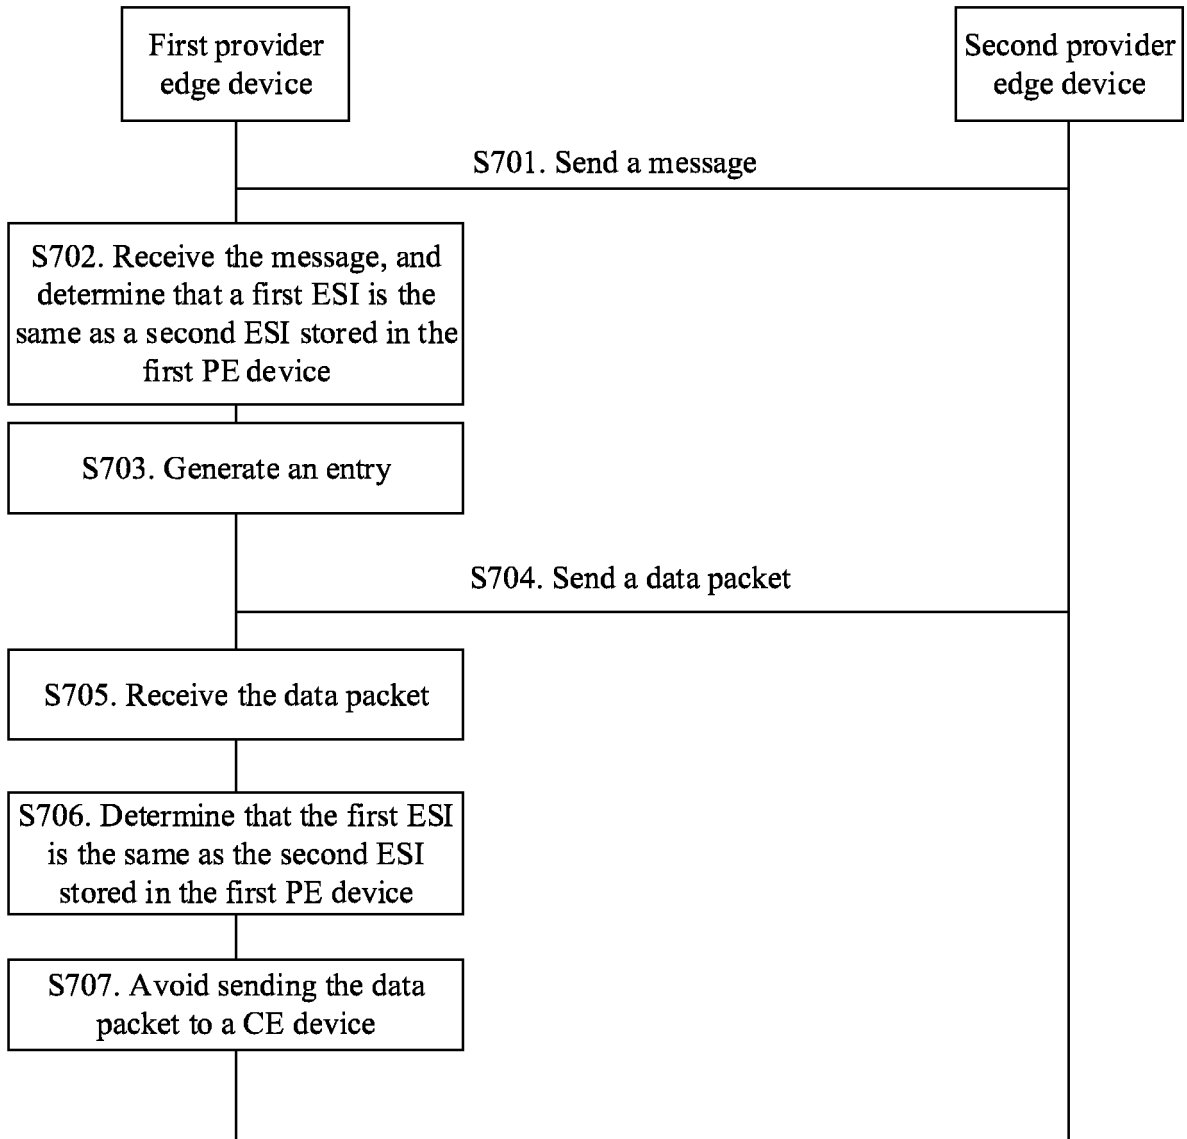 First provider
edge device
Second provider
edge device
S701. Send a message
S702. Receive the message, and
determine that a first ESI is the
same as a second ESI stored in the
first PE device
S703. Generate an entry
S704. Send a data packet
S705. Receive the data packet
S706. Determine that the first ESI
is the same as the second ESI
stored in the first PE device
S707. Avoid sending the data
packet to a CE device